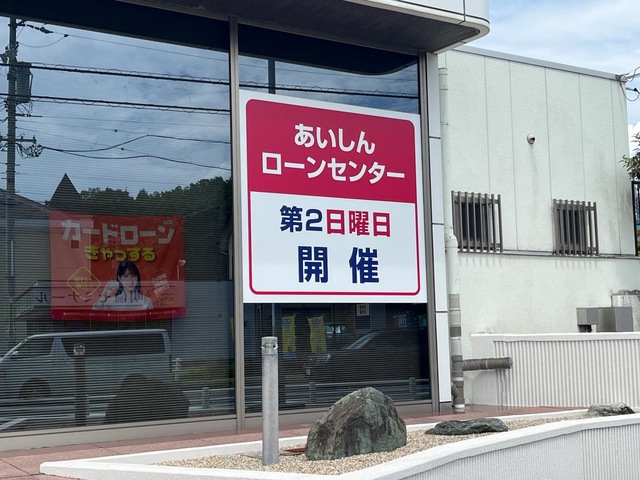 あいしん
ローンセンター
第2日曜日
開催
カードローン
きやっする